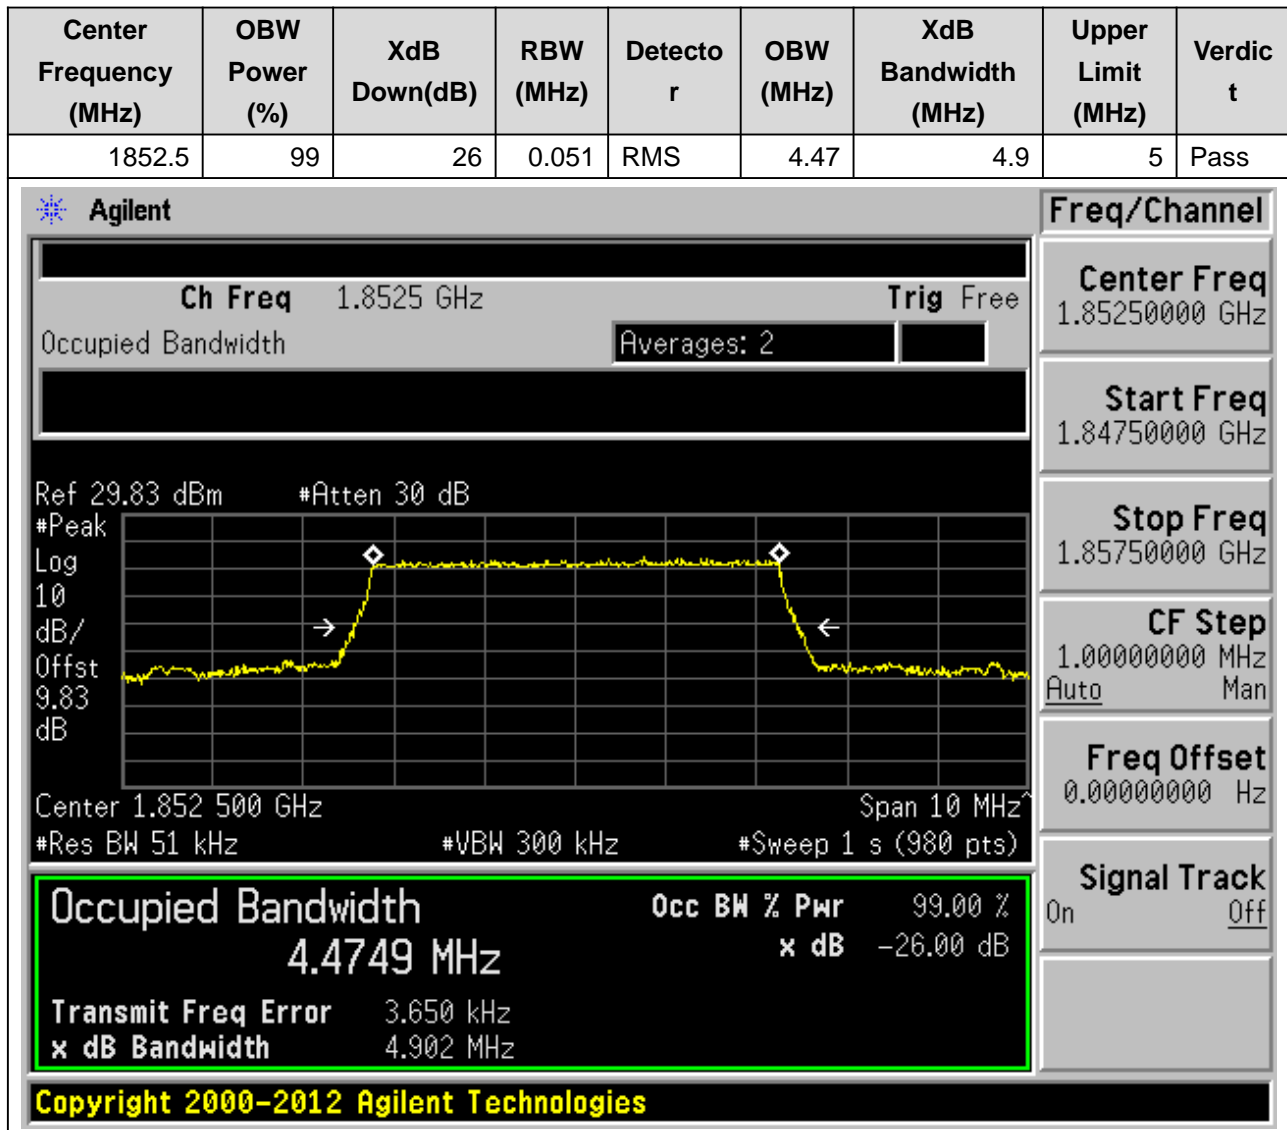 Center Frequency (MHz) OBW Power (%) XdB Down(dB) RBW (MHz) Detecto r OBW (MHz) XdB Bandwidth (MHz) Upper Limit (MHz) Verdic t
1852.5 99 26 0.051 RMS 4.47 4.9 5 Pass
Agilent
Freq/Channel
Ch Freq 1.8525 GHz Trig Free
Occupied Bandwidth Averages: 2
Center Freq
1.85250000 GHz
Start Freq
1.84750000 GHz
Stop Freq
1.85750000 GHz
CF Step
1.00000000 MHz
Auto Man
Freq Offset
0.00000000 Hz
Signal Track
On Off
Ref 29.83 dBm #Atten 30 dB
#Peak
Log
10
dB/
Offst
9.83
dB
Center 1.852 500 GHz Span 10 MHz^
#Res BW 51 kHz #VBW 300 kHz #Sweep 1 s (980 pts)
Occupied Bandwidth Occ BW % Pwr 99.00 %
4.4749 MHz x dB -26.00 dB
Transmit Freq Error 3.650 kHz
x dB Bandwidth 4.902 MHz
Copyright 2000-2012 Agilent Technologies